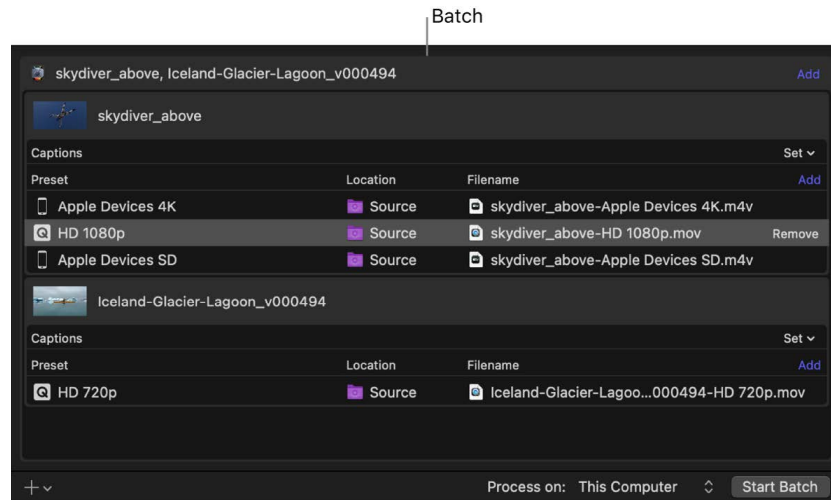 Batch
skydiver_above, Iceland-Glacier-Lagoon_v000494 Add
skydiver_above
Captions Set
Preset Location Filename Add
Apple Devices 4K Source skydiver_above-Apple Devices 4K.m4v
HD 1080p Source skydiver_above-HD 1080p.mov Remove
Apple Devices SD Source skydiver_above-Apple Devices SD.m4v
Iceland-Glacier-Lagoon_v000494
Captions Set
Preset Location Filename Add
HD 720p Source Iceland-Glacier-Lagoo...000494-HD 720p.mov
Process on: This Computer Start Batch